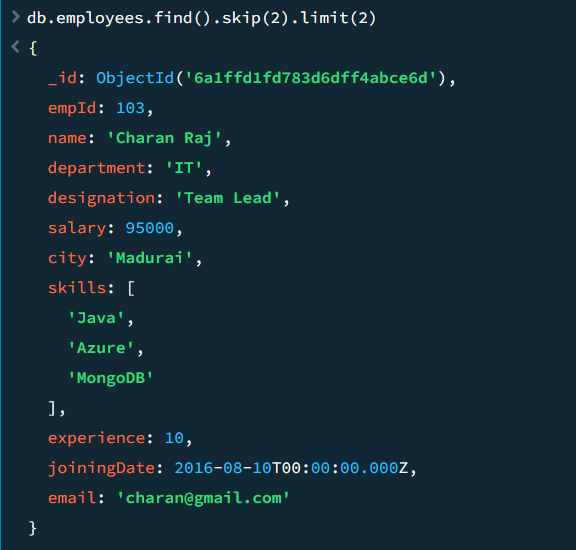 > db.employees.find().skip(2).limit(2)
< {
    _id: ObjectId('6a1ffd1fd783d6dff4abce6d'),
    empId: 103,
    name: 'Charan Raj',
    department: 'IT',
    designation: 'Team Lead',
    salary: 95000,
    city: 'Madurai',
    skills: [
      'Java',
      'Azure',
      'MongoDB'
    ],
    experience: 10,
    joiningDate: 2016-08-10T00:00:00.000Z,
    email: 'charan@gmail.com'
  }